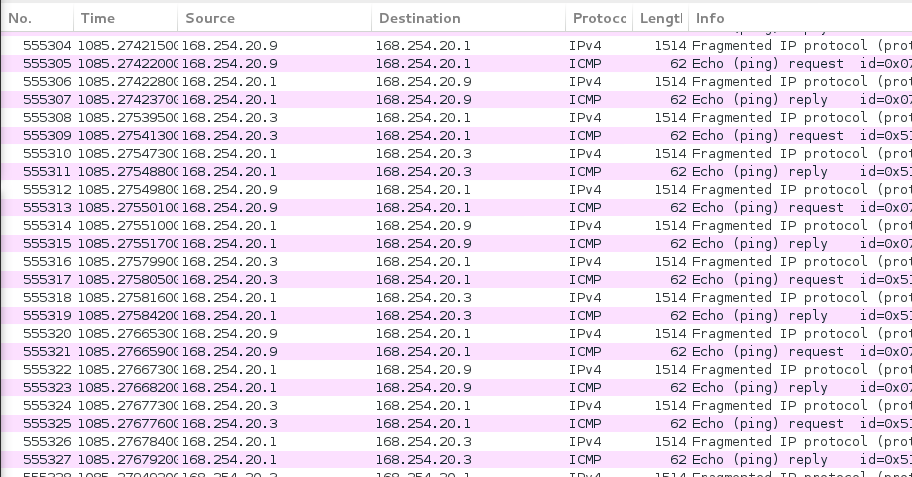 No. Time Source Destination Protocc Lengtl Info
555304 1085.27421500 168.254.20.9 168.254.20.1 IPv4 1514 Fragmented IP protocol (prot
555305 1085.27422000 168.254.20.9 168.254.20.1 ICMP 62 Echo (ping) request id=0x07
555306 1085.27422800 168.254.20.1 168.254.20.9 IPv4 1514 Fragmented IP protocol (prot
555307 1085.27423700 168.254.20.1 168.254.20.9 ICMP 62 Echo (ping) reply id=0x07
555308 1085.27539500 168.254.20.3 168.254.20.1 IPv4 1514 Fragmented IP protocol (prot
555309 1085.27541300 168.254.20.3 168.254.20.1 ICMP 62 Echo (ping) request id=0x51
555310 1085.27547300 168.254.20.1 168.254.20.3 IPv4 1514 Fragmented IP protocol (prot
555311 1085.27548800 168.254.20.1 168.254.20.3 ICMP 62 Echo (ping) reply id=0x51
555312 1085.27549800 168.254.20.9 168.254.20.1 IPv4 1514 Fragmented IP protocol (prot
555313 1085.27550100 168.254.20.9 168.254.20.1 ICMP 62 Echo (ping) request id=0x07
555314 1085.27551000 168.254.20.1 168.254.20.9 IPv4 1514 Fragmented IP protocol (prot
555315 1085.27551700 168.254.20.1 168.254.20.9 ICMP 62 Echo (ping) reply id=0x07
555316 1085.27579900 168.254.20.3 168.254.20.1 IPv4 1514 Fragmented IP protocol (prot
555317 1085.27580500 168.254.20.3 168.254.20.1 ICMP 62 Echo (ping) request id=0x51
555318 1085.27581600 168.254.20.1 168.254.20.3 IPv4 1514 Fragmented IP protocol (prot
555319 1085.27584200 168.254.20.1 168.254.20.3 ICMP 62 Echo (ping) reply id=0x51
555320 1085.27665300 168.254.20.9 168.254.20.1 IPv4 1514 Fragmented IP protocol (prot
555321 1085.27665900 168.254.20.9 168.254.20.1 ICMP 62 Echo (ping) request id=0x07
555322 1085.27667300 168.254.20.1 168.254.20.9 IPv4 1514 Fragmented IP protocol (prot
555323 1085.27668200 168.254.20.1 168.254.20.9 ICMP 62 Echo (ping) reply id=0x07
555324 1085.27677300 168.254.20.3 168.254.20.1 IPv4 1514 Fragmented IP protocol (prot
555325 1085.27677600 168.254.20.3 168.254.20.1 ICMP 62 Echo (ping) request id=0x51
555326 1085.27678400 168.254.20.1 168.254.20.3 IPv4 1514 Fragmented IP protocol (prot
555327 1085.27679200 168.254.20.1 168.254.20.3 ICMP 62 Echo (ping) reply id=0x51